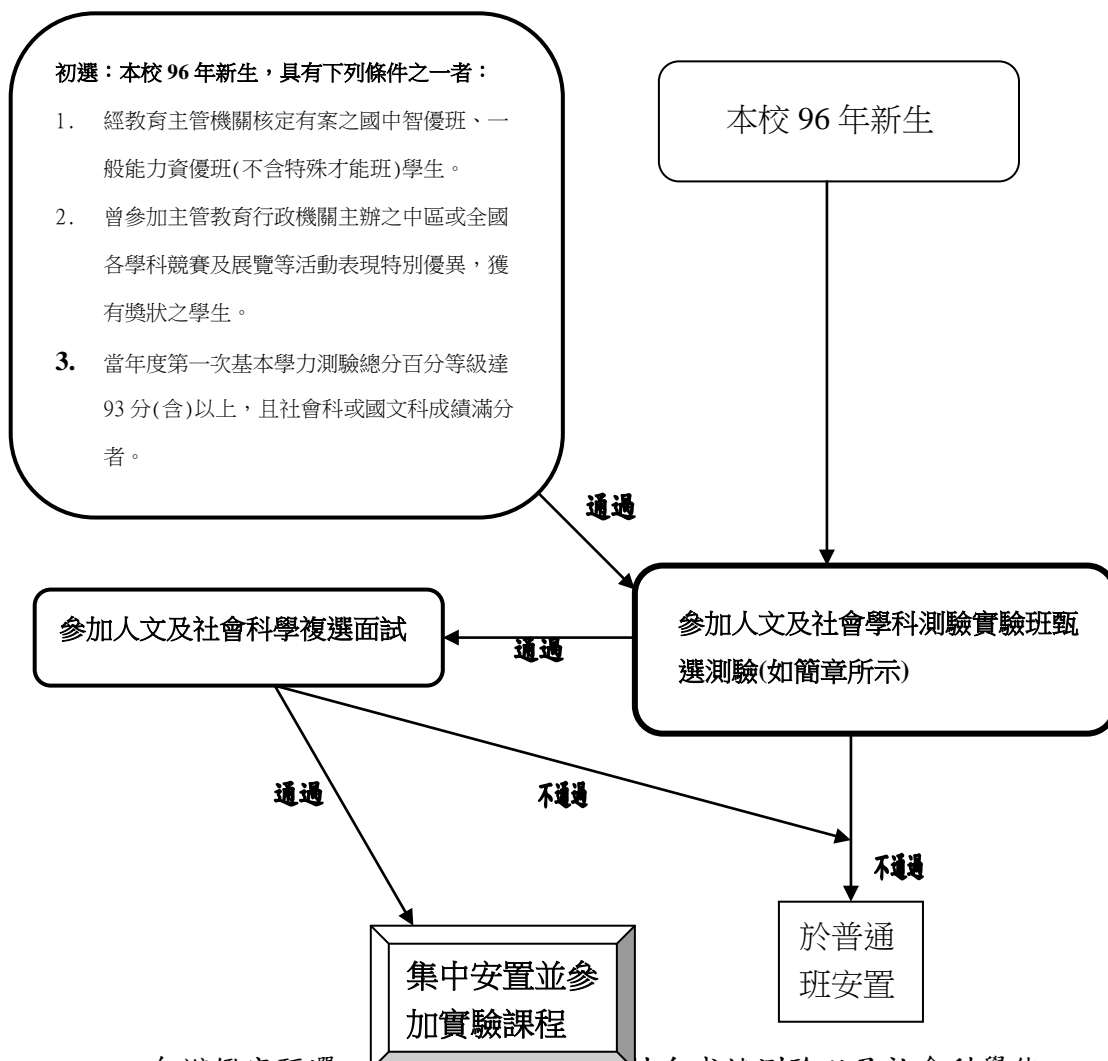 初選：本校 96 年新生，具有下列條件之一者：
1. 經教育主管機關核定有案之國中智優班、一
般能力資優班(不含特殊才能班)學生。
2. 曾參加主管教育行政機關主辦之中區或全國
各學科競賽及展覽等活動表現特別優異，獲
有獎狀之學生。
3. 當年度第一次基本學力測驗總分百分等級達
93 分(含)以上，且社會科或國文科成績滿分
者。
本校 96 年新生
通過
參加人文及社會學科測驗實驗班甄
選測驗(如簡章所示)
通過
參加人文及社會科學複選面試
通過
不通過
不通過
於普通
班安置
集中安置並參
加實驗課程